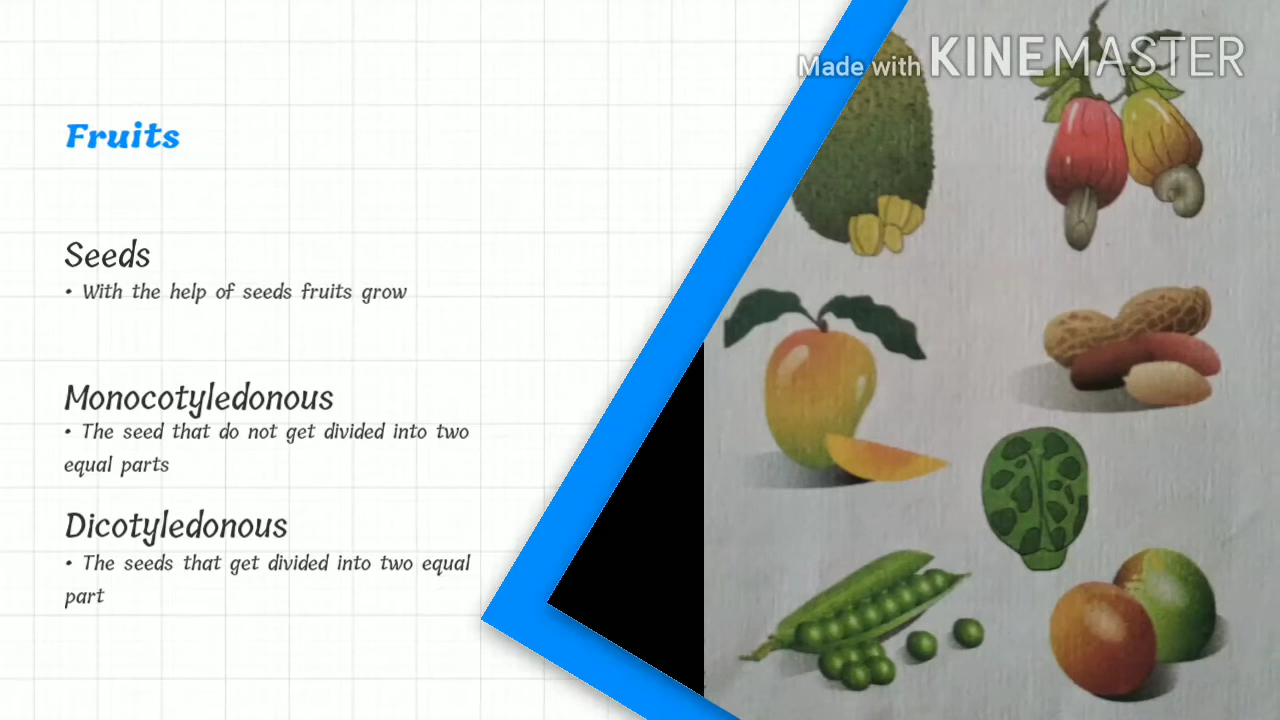 Made with KINEMASTER
Fruits
Seeds
• With the help of seeds fruits grow
Monocotyledonous
• The seed that do not get divided into two
equal parts
Dicotyledonous
• The seeds that get divided into two equal
part